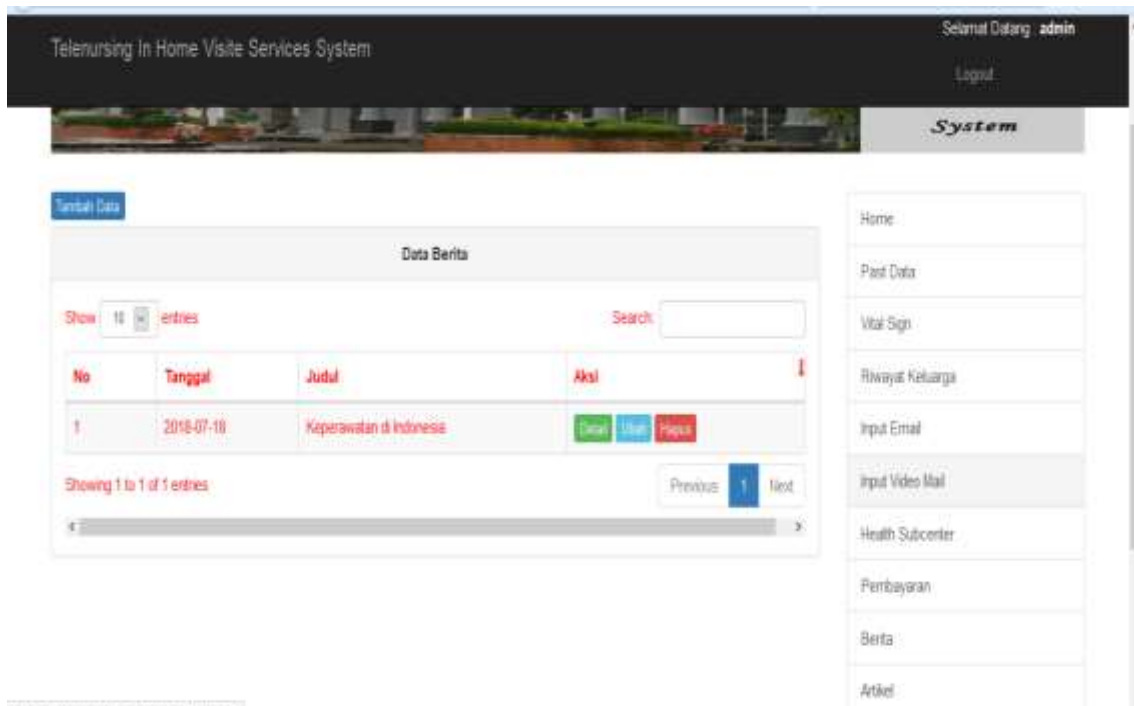 Selamat Datang admin
Telenursing In Home Visite Services System
Logout
System
Tambah Data
Data Berita
Show 10 entries
Search:
No Tanggal Judul Aksi
1 2018-07-18 Keperawatan di Indonesia Detail Ubah Hapus
Showing 1 to 1 of 1 entries
Previous 1 Next
Home
Past Data
Vital Sign
Riwayat Keluarga
Input Email
Input Video Mail
Health Subcenter
Pembayaran
Berita
Artikel